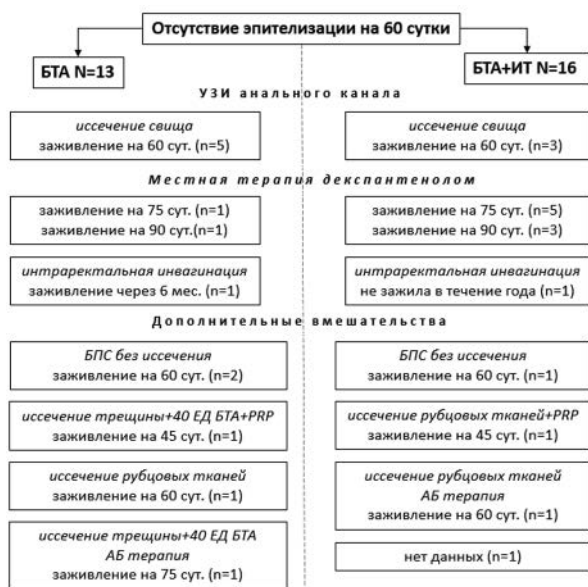 Отсутствие эпителизации на 60 сутки
БТА N=13
БТА+ИТ N=16
УЗИ анального канала
иссечение свища
заживление на 60 сут. (n=5)
иссечение свища
заживление на 60 сут. (n=3)
Местная терапия декспантенолом
заживление на 75 сут. (n=1)
заживление на 90 сут.(n=1)
заживление на 75 сут. (n=5)
заживление на 90 сут. (n=3)
интраректальная инвагинация
заживление через 6 мес. (n=1)
интраректальная инвагинация
не зажила в течение года (n=1)
Дополнительные вмешательства
БПС без иссечения
заживление на 60 сут. (n=2)
БПС без иссечения
заживление на 60 сут. (n=1)
иссечение трещины+40 ЕД БТА+PRP
заживление на 45 сут. (n=1)
иссечение рубцовых тканей+PRP
заживление на 45 сут. (n=1)
иссечение рубцовых тканей
заживление на 60 сут. (n=1)
иссечение рубцовых тканей
АБ терапия
заживление на 60 сут. (n=1)
иссечение трещины+40 ЕД БТА
АБ терапия
заживление на 75 сут. (n=1)
нет данных (n=1)